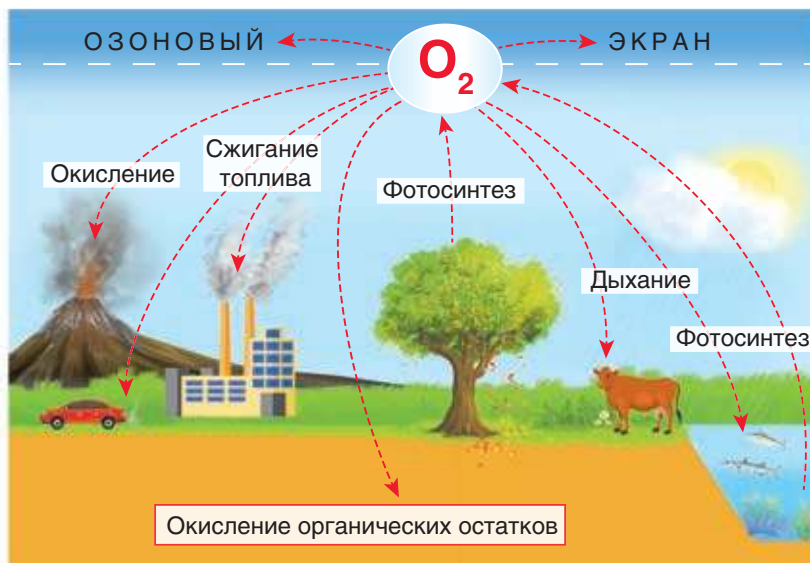 ОЗОНОВЫЙ
ЭКРАН
O₂
Окисление
Сжигание
топлива
Фотосинтез
Дыхание
Фотосинтез
Окисление органических остатков